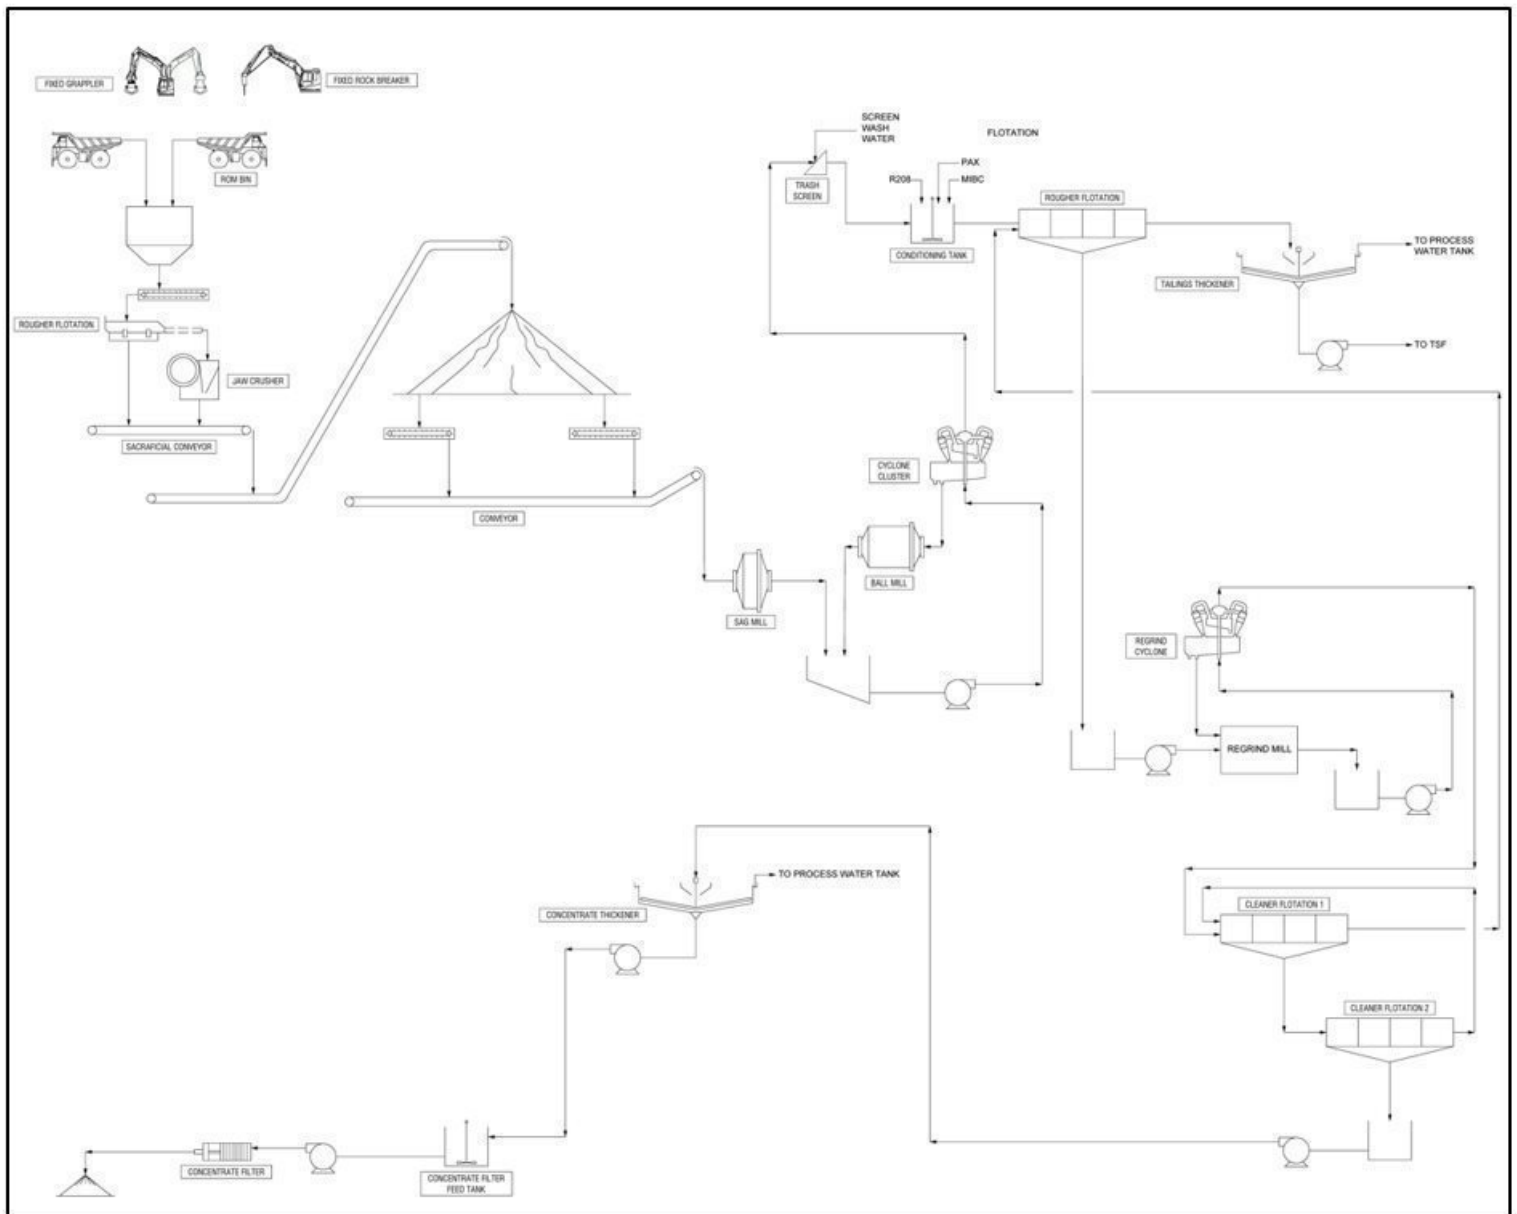 FIXED GRAPPLER
FIXED ROCK BREAKER
ROM BIN
ROUGHER FLOTATION
JAW CRUSHER
SACRAFICIAL CONVEYOR
CONVEYOR
SCREEN
WASH
WATER
FLOTATION
TRASH
SCREEN
R208
PAX
MIBC
CONDITIONING TANK
ROUGHER FLOTATION
TO PROCESS
WATER TANK
TAILINGS THICKENER
TO TSF
CYCLONE
CLUSTER
BALL MILL
SAG MILL
REGRIND
CYCLONE
REGRIND MILL
TO PROCESS WATER TANK
CONCENTRATE THICKENER
CLEANER FLOTATION 1
CLEANER FLOTATION 2
CONCENTRATE FILTER
CONCENTRATE FILTER
FEED TANK